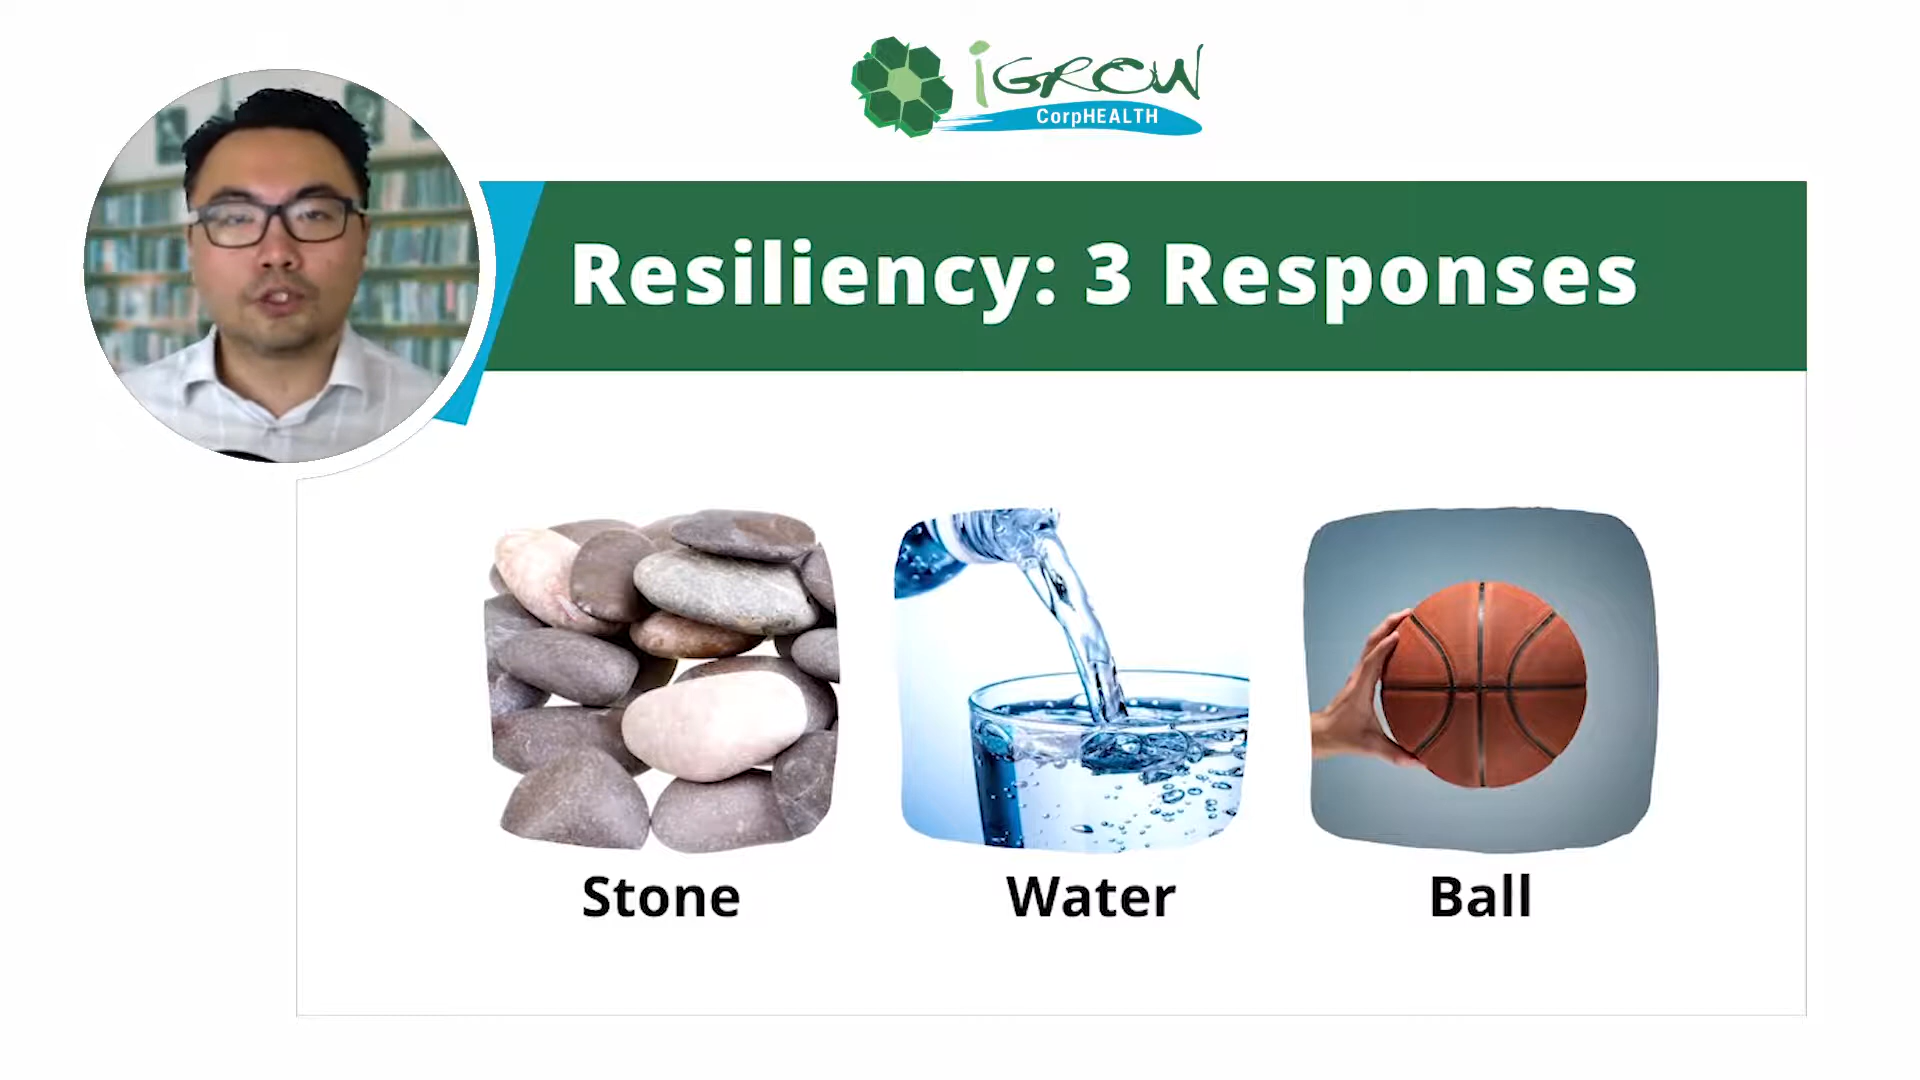 iGROW
CorpHEALTH
Resiliency: 3 Responses
Stone
Water
Ball